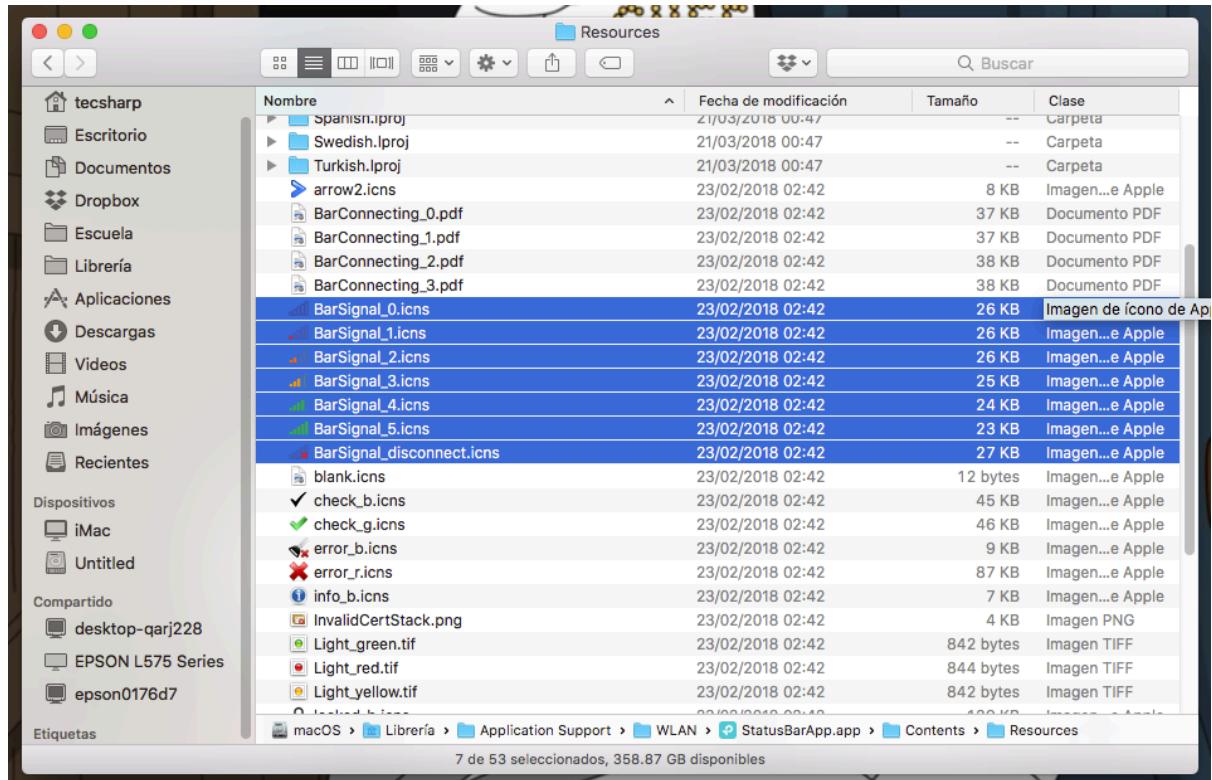 Resources
Buscar
tecsharp
Escritorio
Documentos
Dropbox
Escuela
Librería
Aplicaciones
Descargas
Videos
Música
Imágenes
Recientes
Dispositivos
iMac
Untitled
Compartido
desktop-qarj228
EPSON L575 Series
epson0176d7
Etiquetas
Nombre Fecha de modificación Tamaño Clase
Spanish.lproj 21/03/2018 00:47 -- Carpeta
Swedish.lproj 21/03/2018 00:47 -- Carpeta
Turkish.lproj 21/03/2018 00:47 -- Carpeta
arrow2.icns 23/02/2018 02:42 8 KB Imagen...e Apple
BarConnecting_0.pdf 23/02/2018 02:42 37 KB Documento PDF
BarConnecting_1.pdf 23/02/2018 02:42 37 KB Documento PDF
BarConnecting_2.pdf 23/02/2018 02:42 38 KB Documento PDF
BarConnecting_3.pdf 23/02/2018 02:42 38 KB Documento PDF
BarSignal_0.icns 23/02/2018 02:42 26 KB Imagen de ícono de Ap
BarSignal_1.icns 23/02/2018 02:42 26 KB Imagen...e Apple
BarSignal_2.icns 23/02/2018 02:42 26 KB Imagen...e Apple
BarSignal_3.icns 23/02/2018 02:42 25 KB Imagen...e Apple
BarSignal_4.icns 23/02/2018 02:42 24 KB Imagen...e Apple
BarSignal_5.icns 23/02/2018 02:42 23 KB Imagen...e Apple
BarSignal_disconnect.icns 23/02/2018 02:42 27 KB Imagen...e Apple
blank.icns 23/02/2018 02:42 12 bytes Imagen...e Apple
check_b.icns 23/02/2018 02:42 45 KB Imagen...e Apple
check_g.icns 23/02/2018 02:42 46 KB Imagen...e Apple
error_b.icns 23/02/2018 02:42 9 KB Imagen...e Apple
error_r.icns 23/02/2018 02:42 87 KB Imagen...e Apple
info_b.icns 23/02/2018 02:42 7 KB Imagen...e Apple
InvalidCertStack.png 23/02/2018 02:42 4 KB Imagen PNG
Light_green.tif 23/02/2018 02:42 842 bytes Imagen TIFF
Light_red.tif 23/02/2018 02:42 844 bytes Imagen TIFF
Light_yellow.tif 23/02/2018 02:42 842 bytes Imagen TIFF
macOS › Librería › Application Support › WLAN › StatusBarApp.app › Contents › Resources
7 de 53 seleccionados, 358.87 GB disponibles